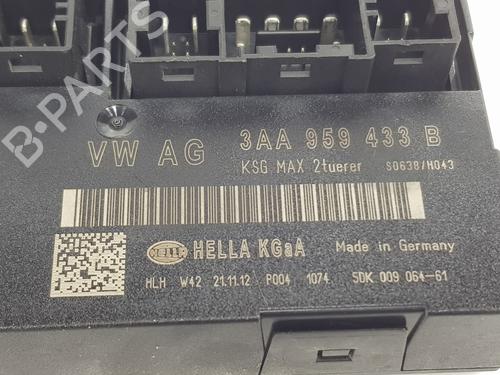 B-PARTS
VW AG 3AA 959 433 B
KSG MAX 2tuerer S0638/H043
HELLA HELLA KGaA Made in Germany
HLH W42 21.11.12 P004 1074 5DK 009 064-61